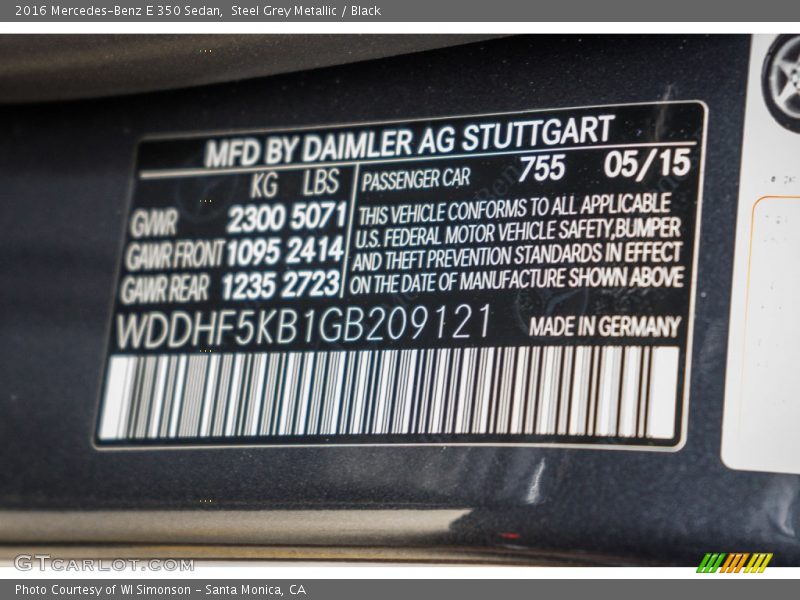 2016 Mercedes-Benz E 350 Sedan,  Steel Grey Metallic / Black
MFD BY DAIMLER AG STUTTGART
KG LBS
GVWR 2300 5071
GAWR FRONT 1095 2414
GAWR REAR 1235 2723
PASSENGER CAR 755 05/15
THIS VEHICLE CONFORMS TO ALL APPLICABLE
U.S. FEDERAL MOTOR VEHICLE SAFETY,BUMPER
AND THEFT PREVENTION STANDARDS IN EFFECT
ON THE DATE OF MANUFACTURE SHOWN ABOVE
WDDHF5KB1GB209121 MADE IN GERMANY
GTCARLOT.COM
Photo Courtesy of WI Simonson - Santa Monica, CA